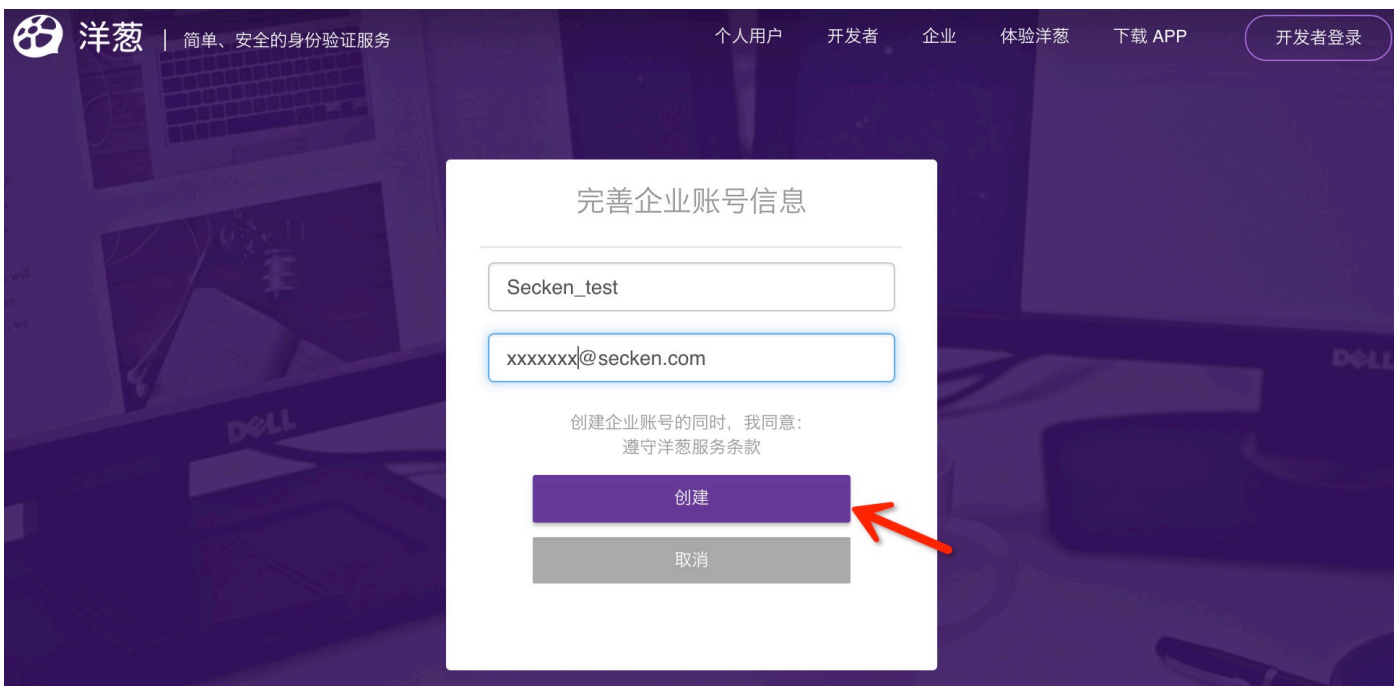 洋葱 | 简单、安全的身份验证服务
个人用户 开发者 企业 体验洋葱 下载 APP 开发者登录
完善企业账号信息
Secken_test
xxxxxxx@secken.com
创建企业账号的同时，我同意：
遵守洋葱服务条款
创建
取消
will
we
DELL
DELL